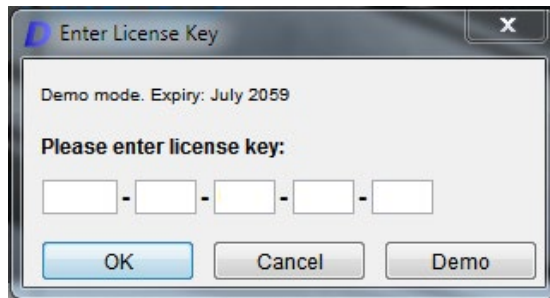 D Enter License Key X
Demo mode. Expiry: July 2059
Please enter license key:
- - - -
OK Cancel Demo